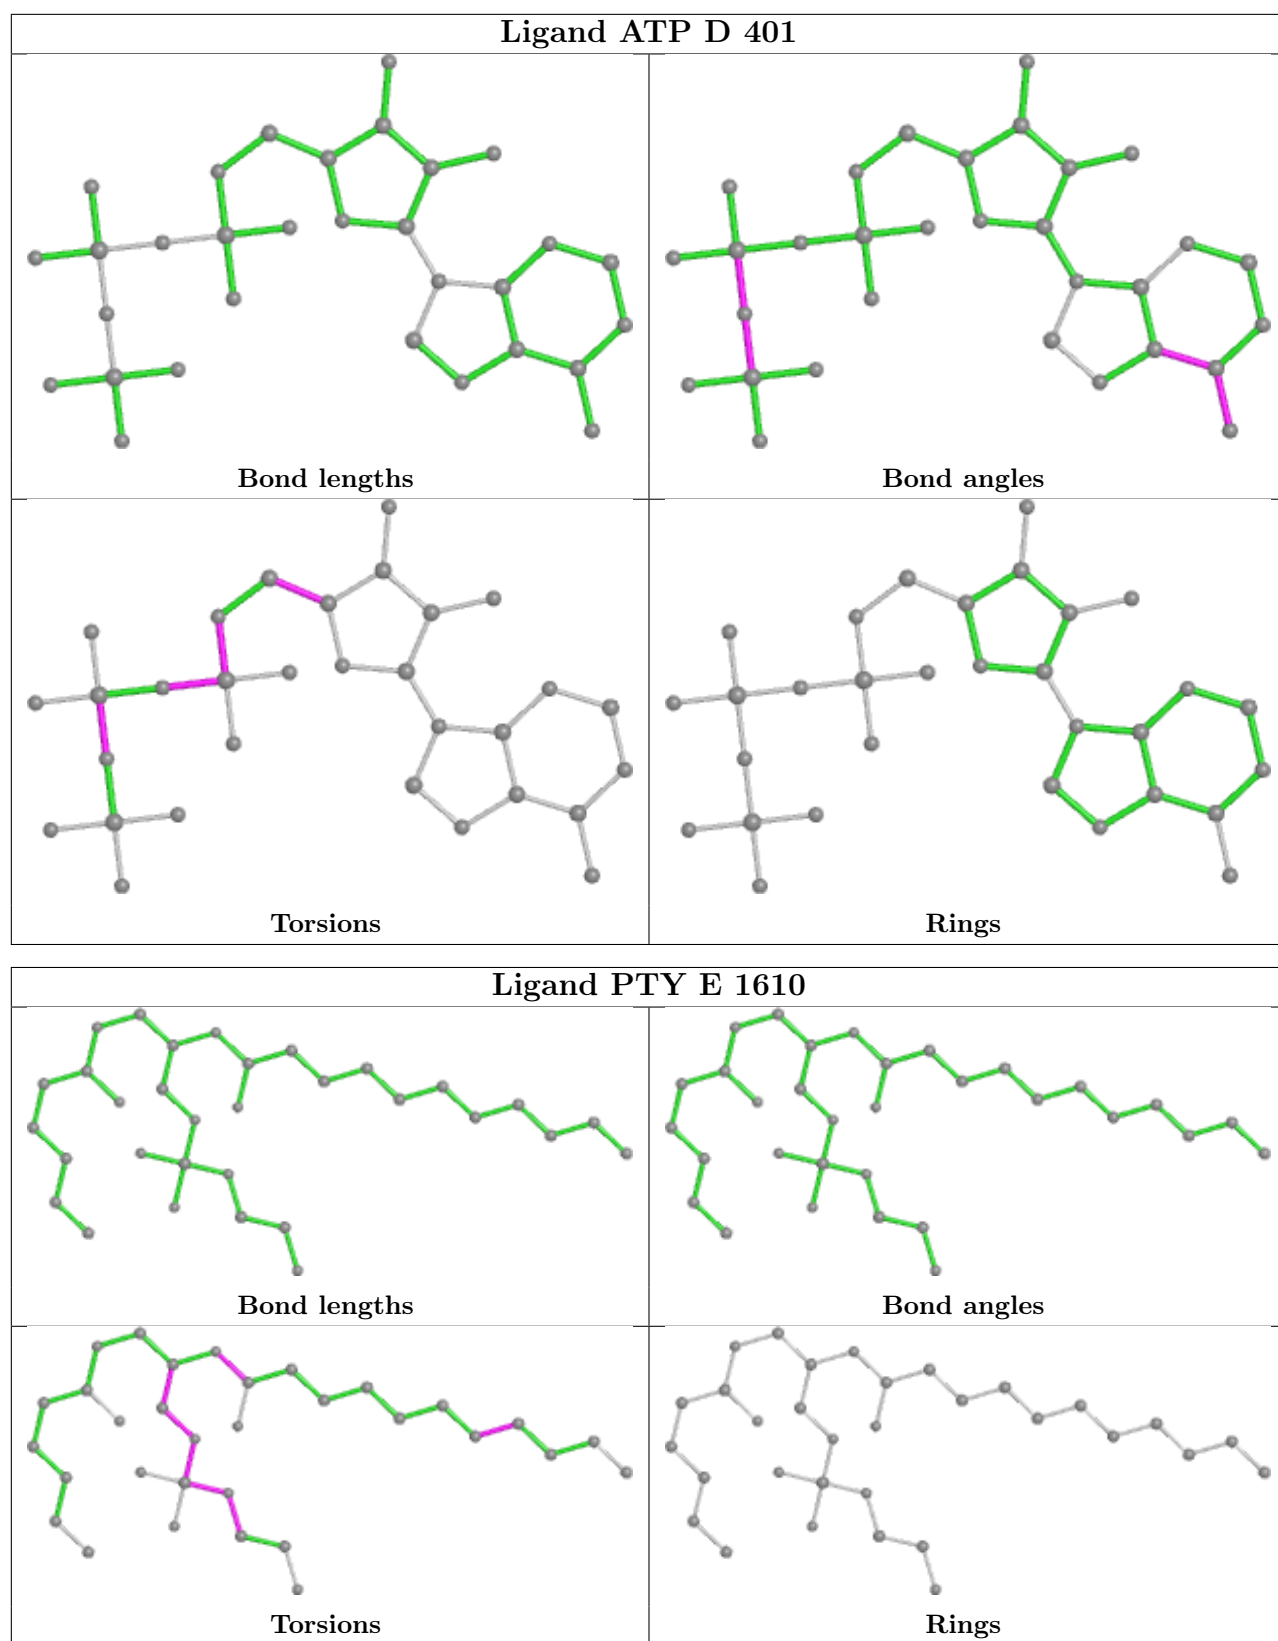 Ligand ATP D 401
Bond lengths
Bond angles
Torsions
Rings
Ligand PTY E 1610
Bond lengths
Bond angles
Torsions
Rings